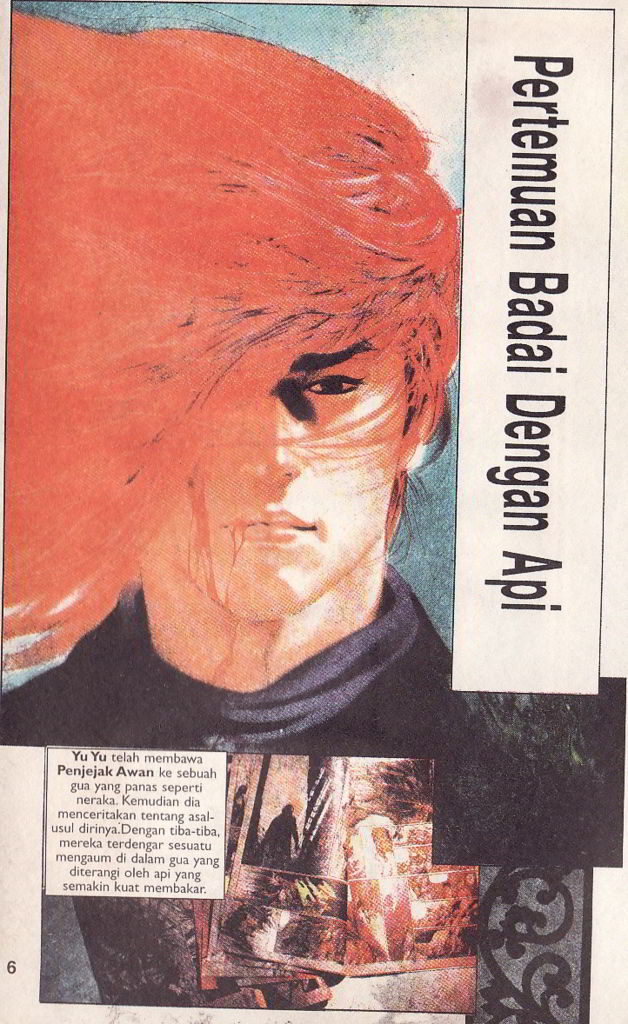 Pertemuan Badai Dengan Api
Yu Yu telah membawa
Penjejak Awan ke sebuah
gua yang panas seperti
neraka. Kemudian dia
menceritakan tentang asal-
usul dirinya. Dengan tiba-tiba,
mereka terdengar sesuatu
mengaum di dalam gua yang
diterangi oleh api yang
semakin kuat membakar.
6